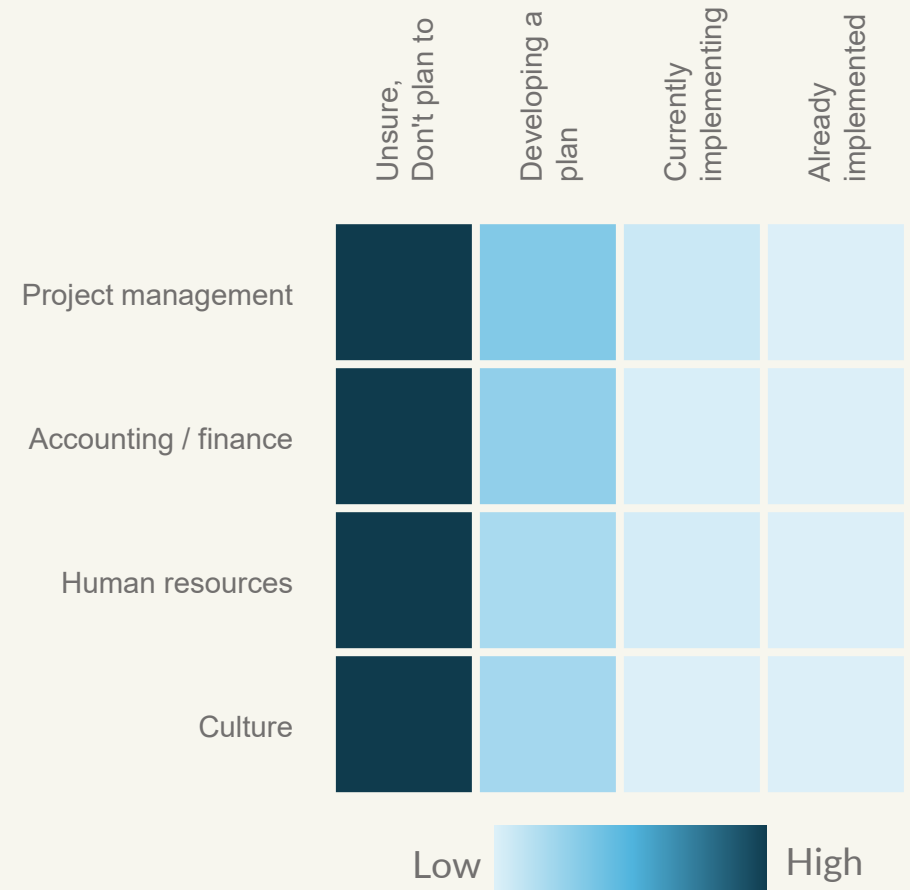 Unsure,
Don't plan to
Developing a
plan
Currently
implementing
Already
implemented
Project management
Accounting / finance
Human resources
Culture
Low
High